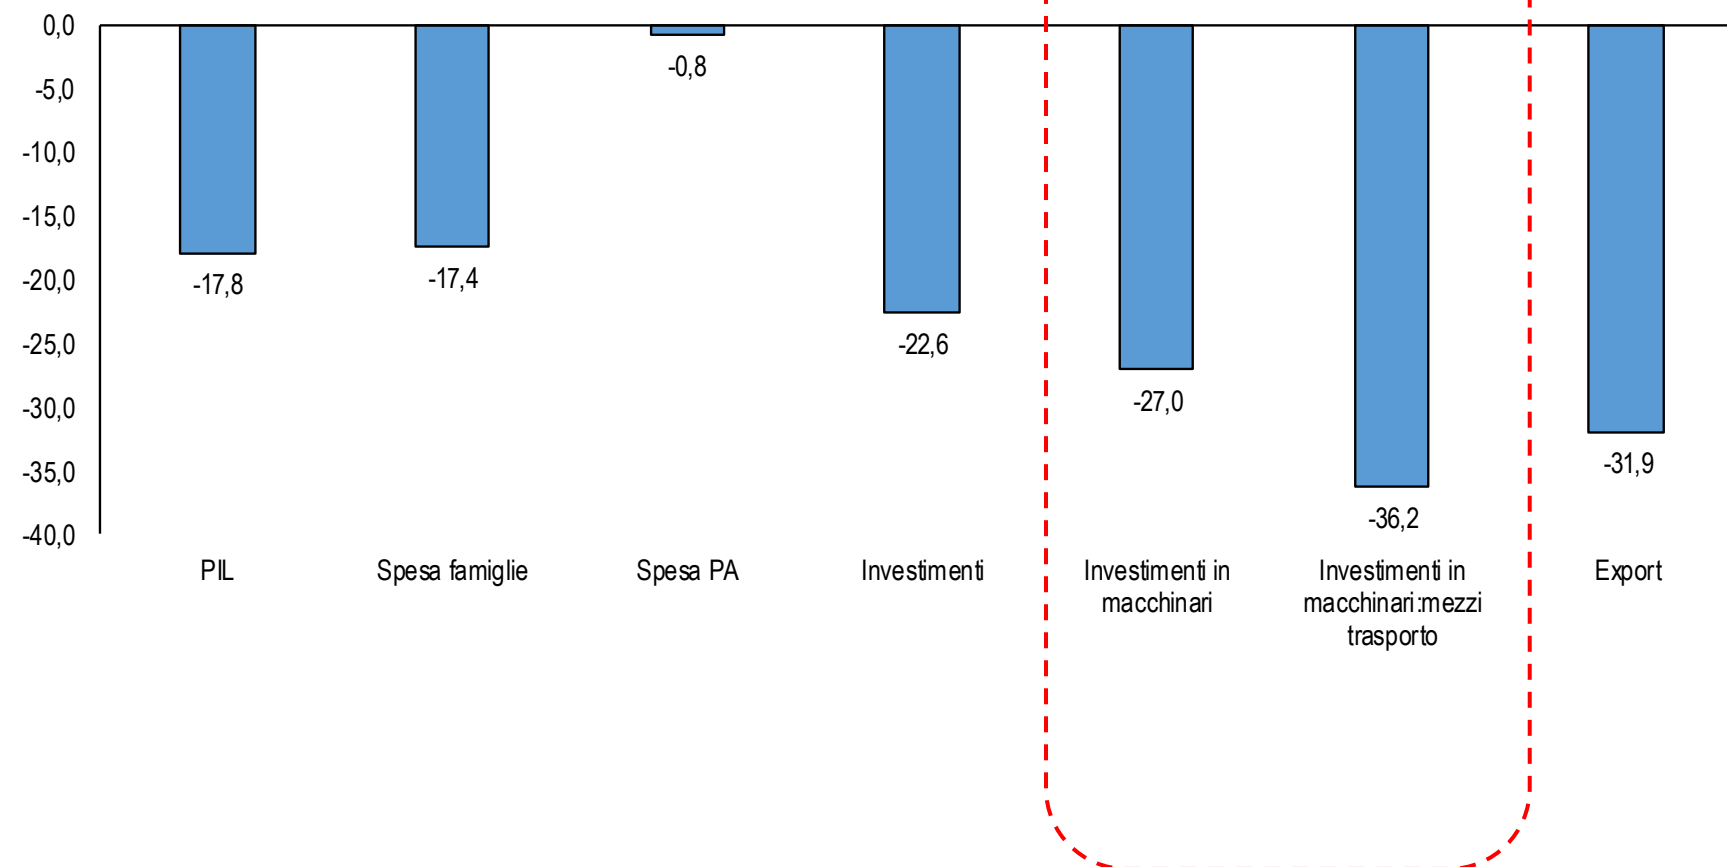 0,0
-5,0
-10,0
-15,0
-20,0
-25,0
-30,0
-35,0
-40,0
-17,8
-17,4
-0,8
-22,6
-27,0
-36,2
-31,9
PIL
Spesa famiglie
Spesa PA
Investimenti
Investimenti in
macchinari
Investimenti in
macchinari:mezzi
trasporto
Export